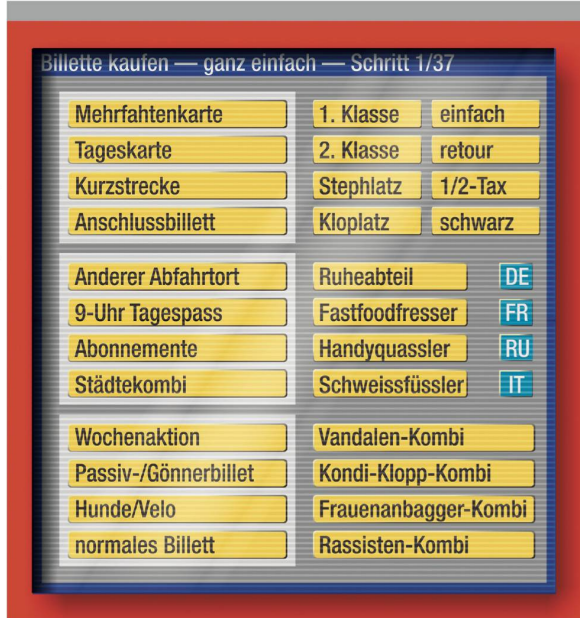 Billette kaufen — ganz einfach — Schritt 1/37
Mehrfahtenkarte
Tageskarte
Kurzstrecke
Anschlussbillett
1. Klasse einfach
2. Klasse retour
Stephlatz 1/2-Tax
Kloplatz schwarz
Anderer Abfahrtort
9-Uhr Tagespass
Abonnemente
Städtekombi
Ruheabteil DE
Fastfoodfresser FR
Handyquassler RU
Schweissfüssler IT
Wochenaktion
Passiv-/Gönnerbillet
Hunde/Velo
normales Billett
Vandalen-Kombi
Kondi-Klopp-Kombi
Frauenanbagger-Kombi
Rassisten-Kombi